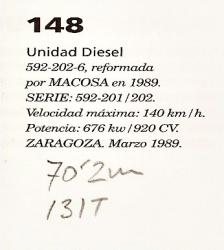 148
Unidad Diesel
592-202-6, reformada
por MACOSA en 1989.
SERIE: 592-201/202.
Velocidad máxima: 140 km/h.
Potencia: 676 kw/920 CV.
ZARAGOZA. Marzo 1989.
70'2m
131T